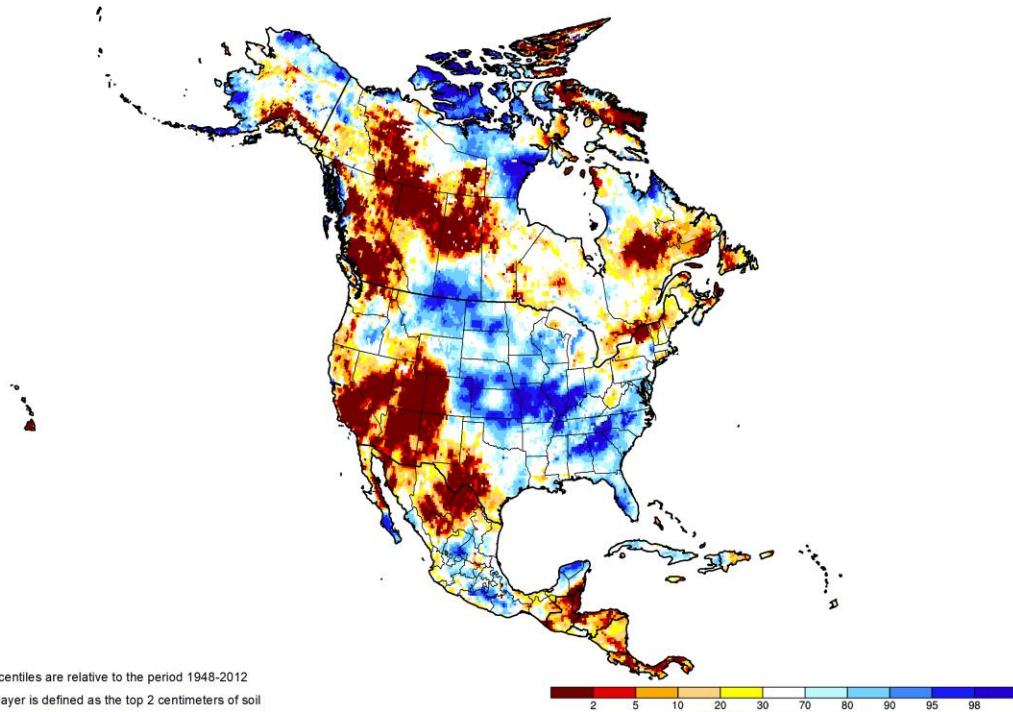 centiles are relative to the period 1948-2012
ayer is defined as the top 2 centimeters of soil
2 5 10 20 30 70 80 90 95 98